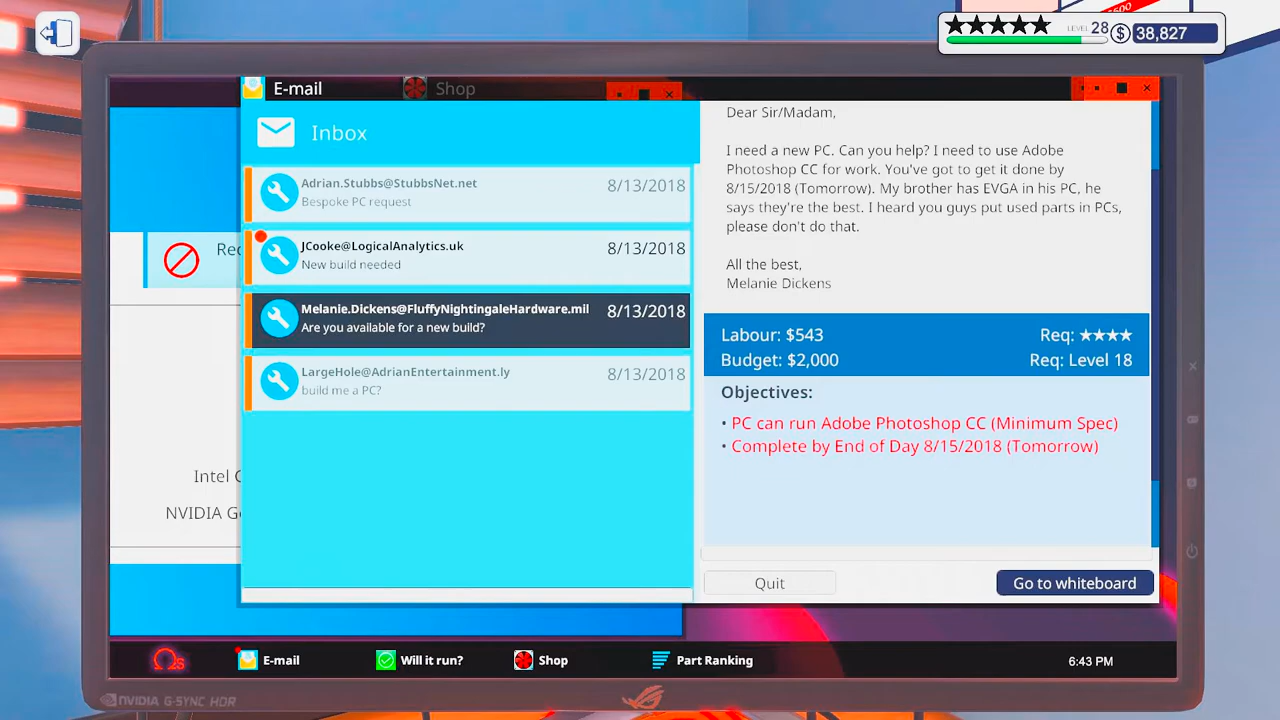 LEVEL 28
$ 38,827
E-mail
Shop
Inbox
Adrian.Stubbs@StubbsNet.net
8/13/2018
Bespoke PC request
JCooke@LogicalAnalytics.uk
8/13/2018
New build needed
Melanie.Dickens@FluffyNightingaleHardware.mil
8/13/2018
Are you available for a new build?
LargeHole@AdrianEntertainment.ly
8/13/2018
build me a PC?
Dear Sir/Madam,
I need a new PC. Can you help? I need to use Adobe
Photoshop CC for work. You've got to get it done by
8/15/2018 (Tomorrow). My brother has EVGA in his PC, he
says they're the best. I heard you guys put used parts in PCs,
please don't do that.
All the best,
Melanie Dickens
Labour: $543
Req: ★★★★
Budget: $2,000
Req: Level 18
Objectives:
• PC can run Adobe Photoshop CC (Minimum Spec)
• Complete by End of Day 8/15/2018 (Tomorrow)
Quit
Go to whiteboard
Intel
NVIDIA
E-mail
Will it run?
Shop
Part Ranking
6:43 PM
NVIDIA G-SYNC HDR